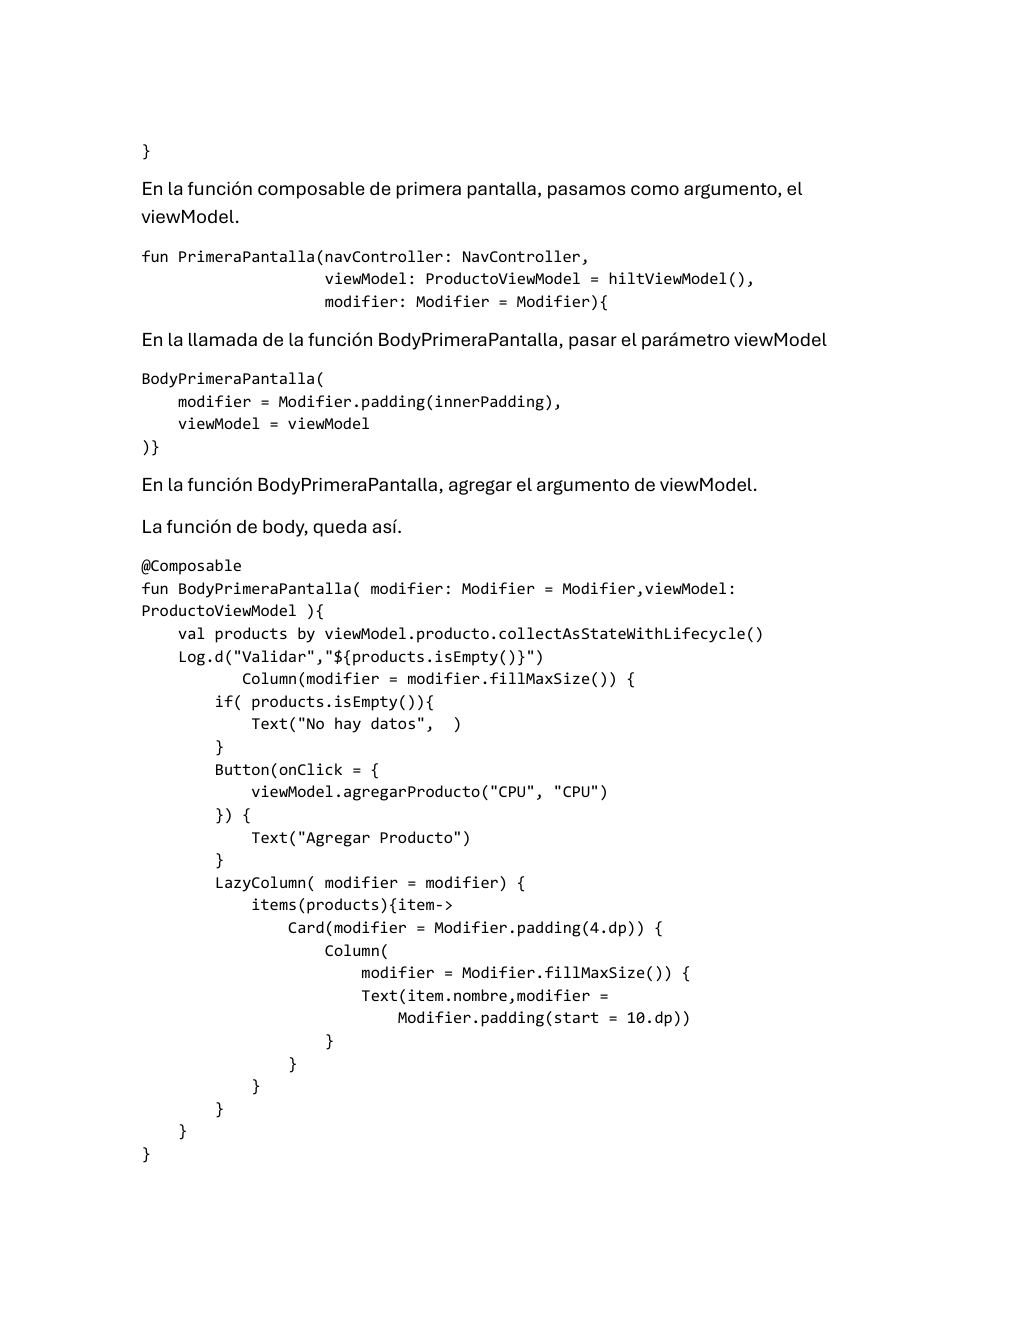 }
En la función composable de primera pantalla, pasamos como argumento, el
viewModel.
fun PrimeraPantalla(navController: NavController,
                    viewModel: ProductoViewModel = hiltViewModel(),
                    modifier: Modifier = Modifier){
En la llamada de la función BodyPrimeraPantalla, pasar el parámetro viewModel
BodyPrimeraPantalla(
    modifier = Modifier.padding(innerPadding),
    viewModel = viewModel
)}
En la función BodyPrimeraPantalla, agregar el argumento de viewModel.
La función de body, queda así.
@Composable
fun BodyPrimeraPantalla( modifier: Modifier = Modifier,viewModel:
ProductoViewModel ){
    val products by viewModel.producto.collectAsStateWithLifecycle()
    Log.d("Validar","${products.isEmpty()}")
           Column(modifier = modifier.fillMaxSize()) {
        if( products.isEmpty()){
            Text("No hay datos",  )
        }
        Button(onClick = {
            viewModel.agregarProducto("CPU", "CPU")
        }) {
            Text("Agregar Producto")
        }
        LazyColumn( modifier = modifier) {
            items(products){item->
                Card(modifier = Modifier.padding(4.dp)) {
                    Column(
                        modifier = Modifier.fillMaxSize()) {
                        Text(item.nombre,modifier =
                            Modifier.padding(start = 10.dp))
                    }
                }
            }
        }
    }
}